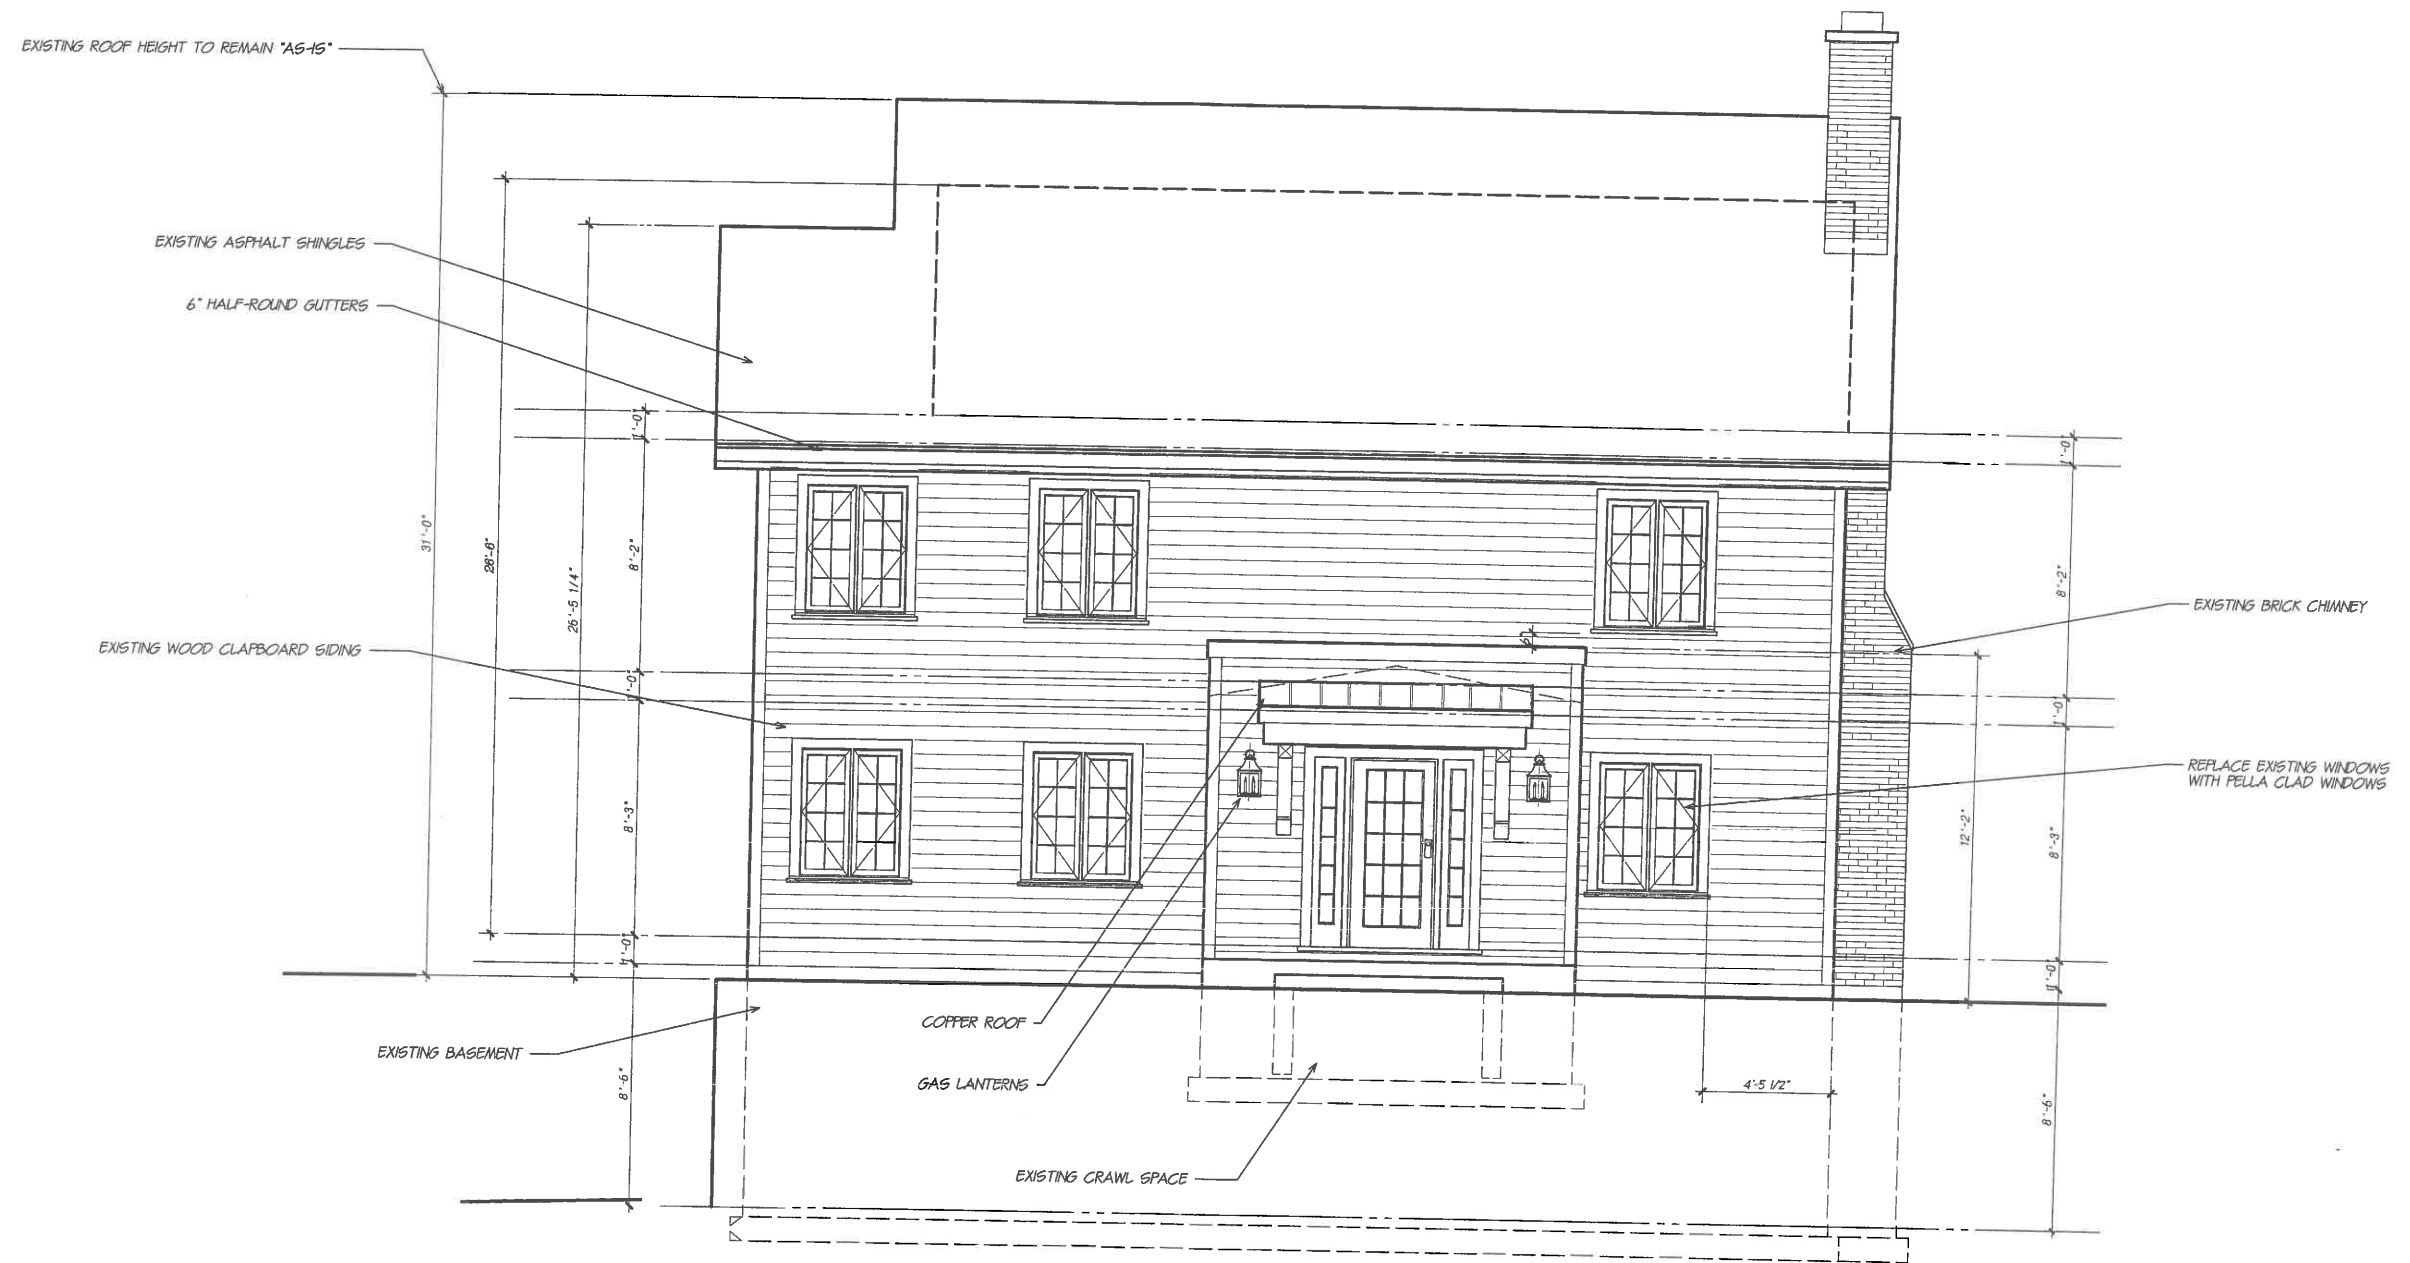 EXISTING ROOF HEIGHT TO REMAIN "AS-IS"
EXISTING ASPHALT SHINGLES
6" HALF-ROUND GUTTERS
1'-0"
1'-0"
31'-0"
28'-6"
26'-5 1/4"
8'-2"
8'-2"
EXISTING BRICK CHIMNEY
6"
EXISTING WOOD CLAPBOARD SIDING
1'-0"
1'-0"
REPLACE EXISTING WINDOWS
WITH PELLA CLAD WINDOWS
8'-3"
12'-2"
8'-3"
1'-0"
1'-0"
COPPER ROOF
EXISTING BASEMENT
GAS LANTERNS
8'-6"
4'-5 1/2"
8'-6"
EXISTING CRAWL SPACE